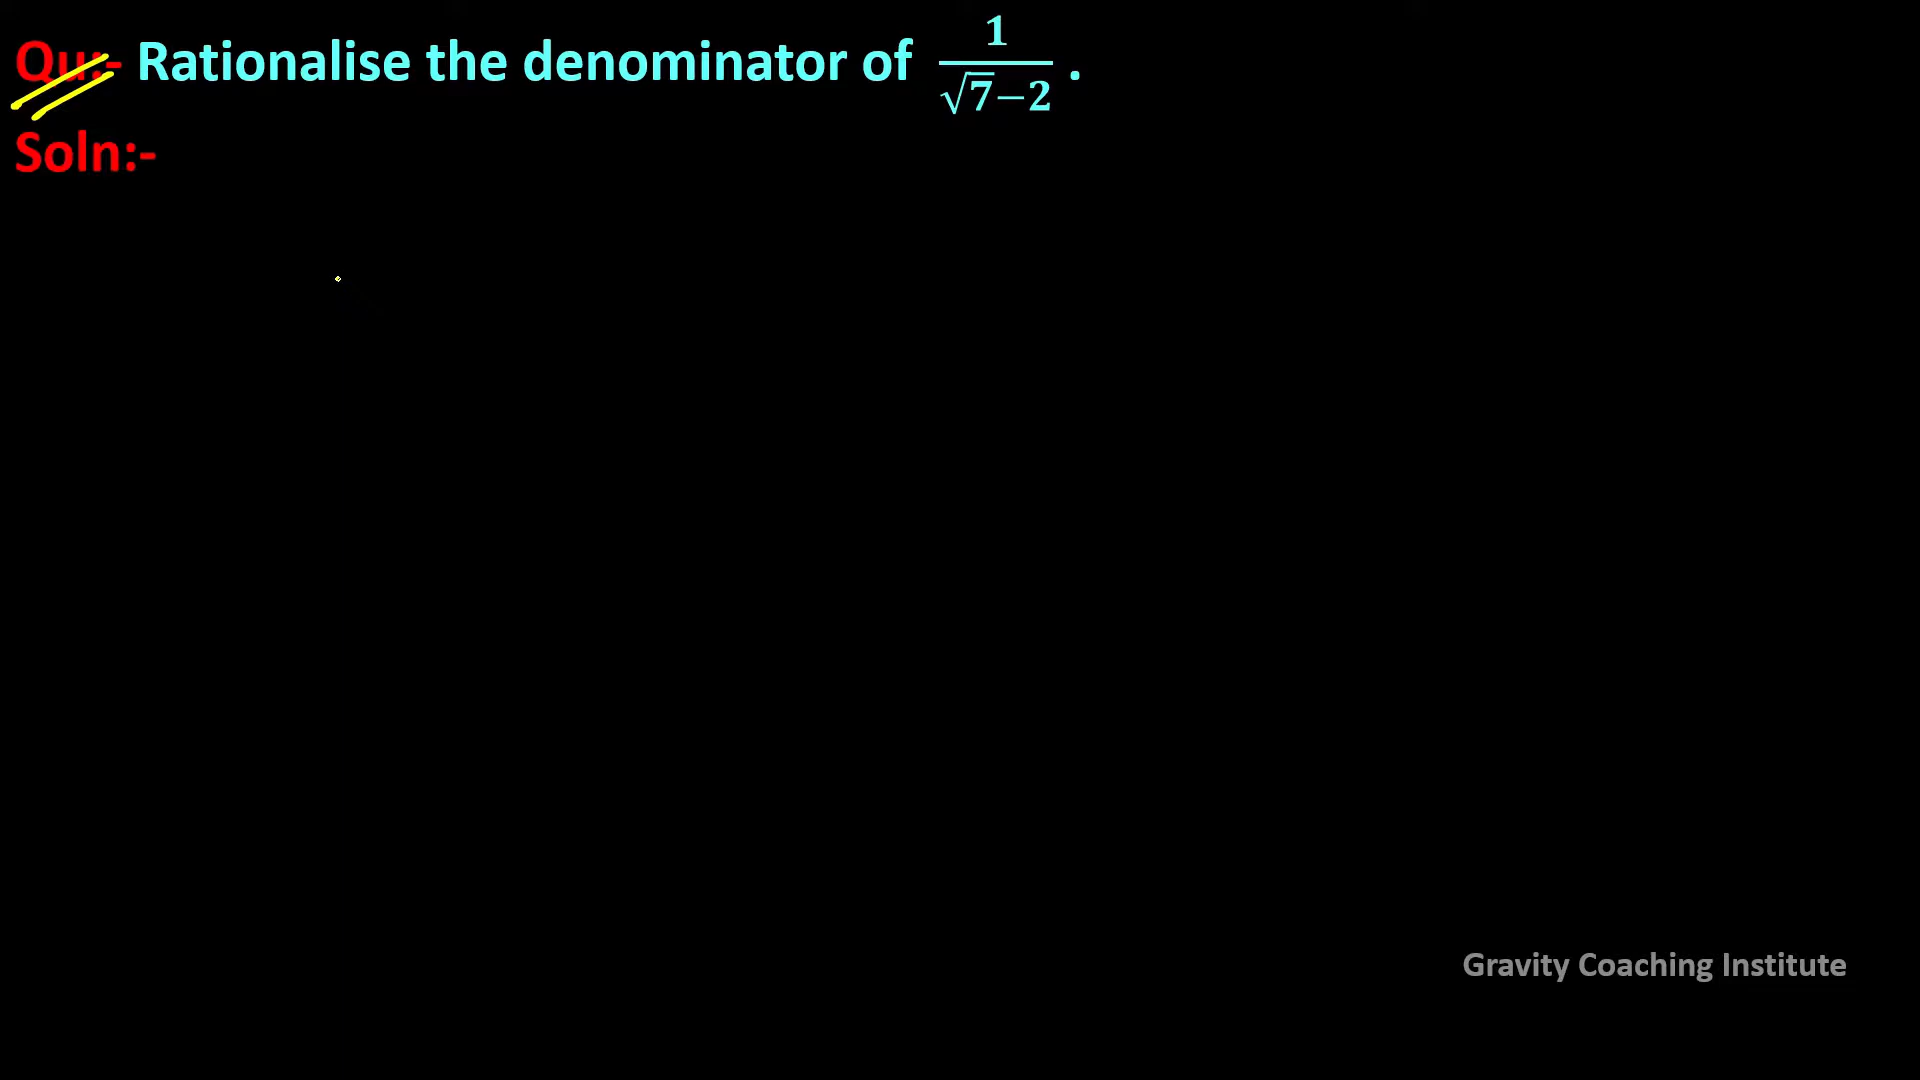 Qu:- Rationalise the denominator of 1/(√7−2) .
Soln:-
Gravity Coaching Institute